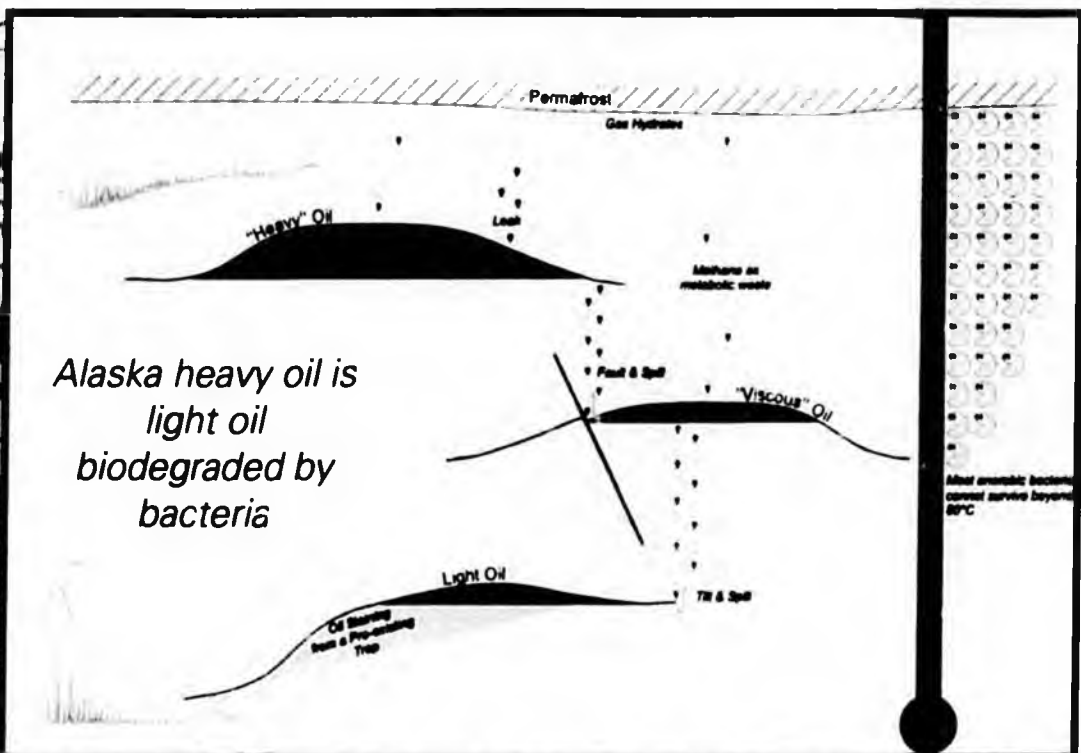 Permafrost
Gas Hydrates
"Heavy" Oil
Leak
Methane as
metabolic waste
Alaska heavy oil is
light oil
biodegraded by
bacteria
Fault & Spill
"Viscous" Oil
Most anerobic bacteria
cannot survive beyond
80°C
Light Oil
Tilt & Spill
Oil Staining
from a Pre-existing
Trap